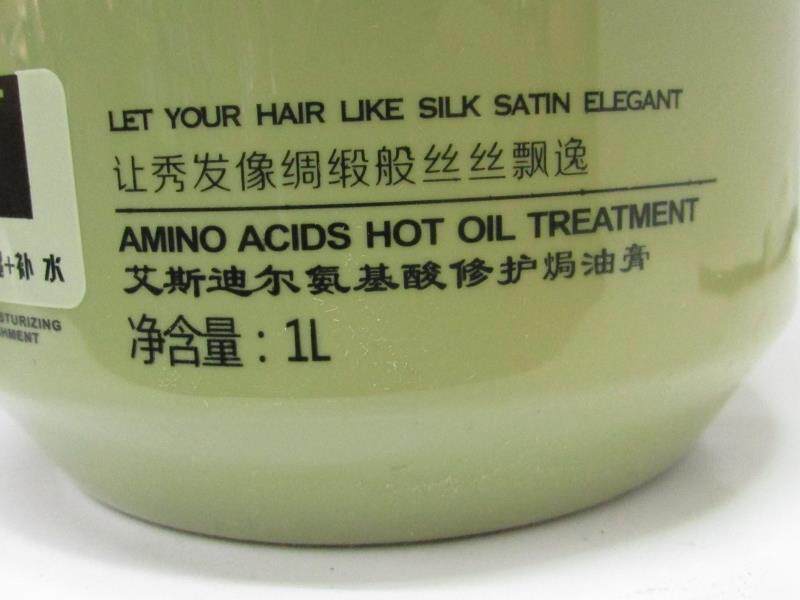 LET YOUR HAIR LIKE SILK SATIN ELEGANT
让秀发像绸缎般丝丝飘逸
AMINO ACIDS HOT OIL TREATMENT
艾斯迪尔氨基酸修护焗油膏
净含量：1L
+补水